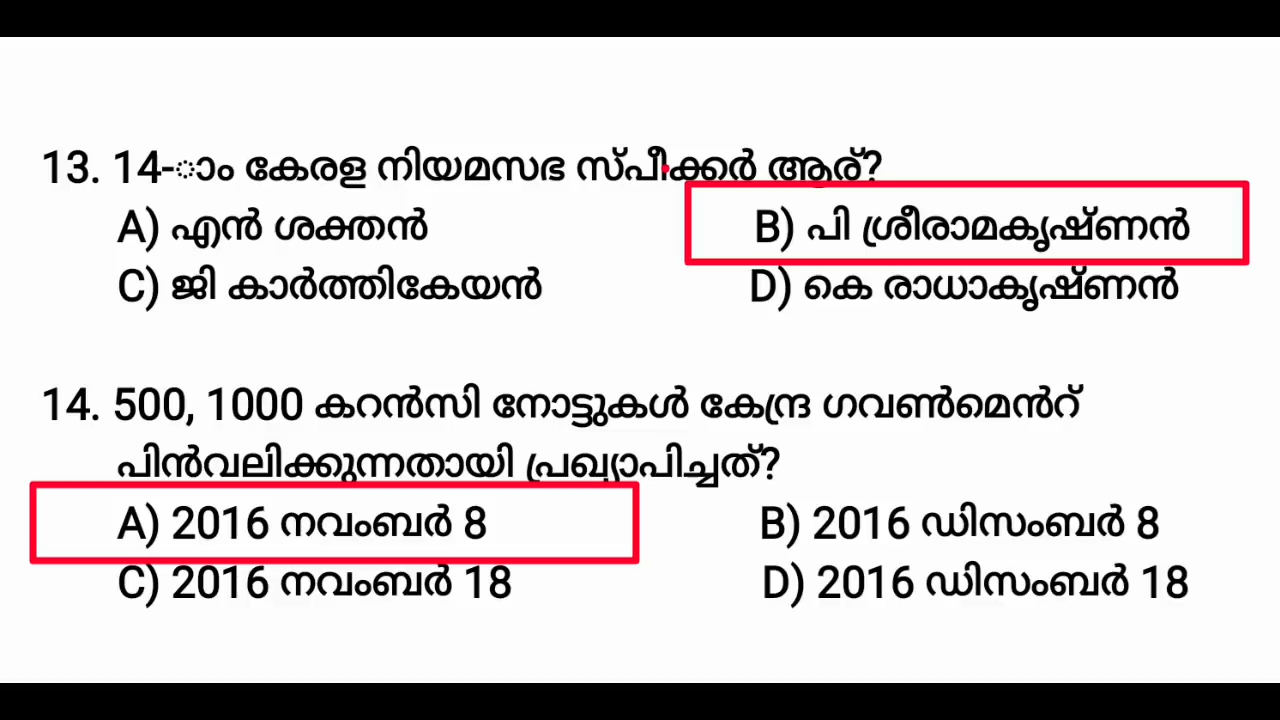 13. 14-ാം കേരള നിയമസഭ സ്പീക്കർ ആര്?
A) എൻ ശക്തൻ B) പി ശ്രീരാമകൃഷ്ണൻ
C) ജി കാർത്തികേയൻ D) കെ രാധാകൃഷ്ണൻ
14. 500, 1000 കറൻസി നോട്ടുകൾ കേന്ദ്ര ഗവൺമെൻറ്
പിൻവലിക്കുന്നതായി പ്രഖ്യാപിച്ചത്?
A) 2016 നവംബർ 8 B) 2016 ഡിസംബർ 8
C) 2016 നവംബർ 18 D) 2016 ഡിസംബർ 18